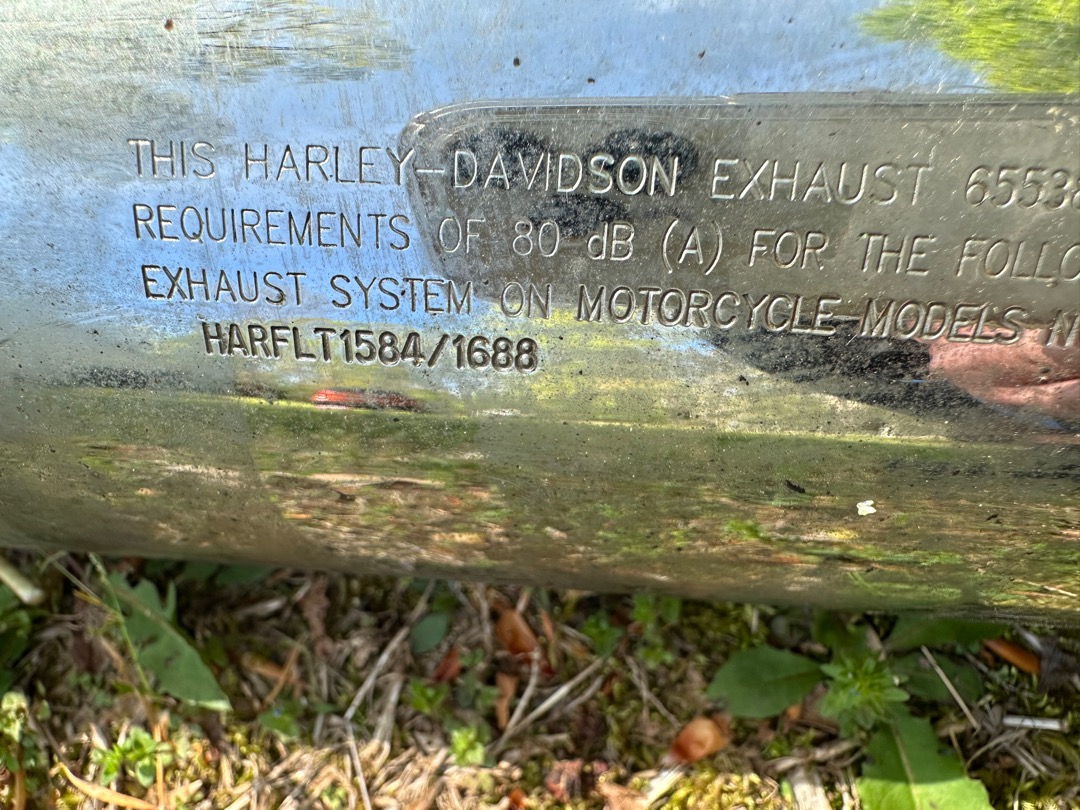 THIS HARLEY-DAVIDSON EXHAUST
REQUIREMENTS OF 80 dB (A) FOR THE
EXHAUST SYSTEM ON MOTORCYCLE MODELS
HARFLT1584/1688